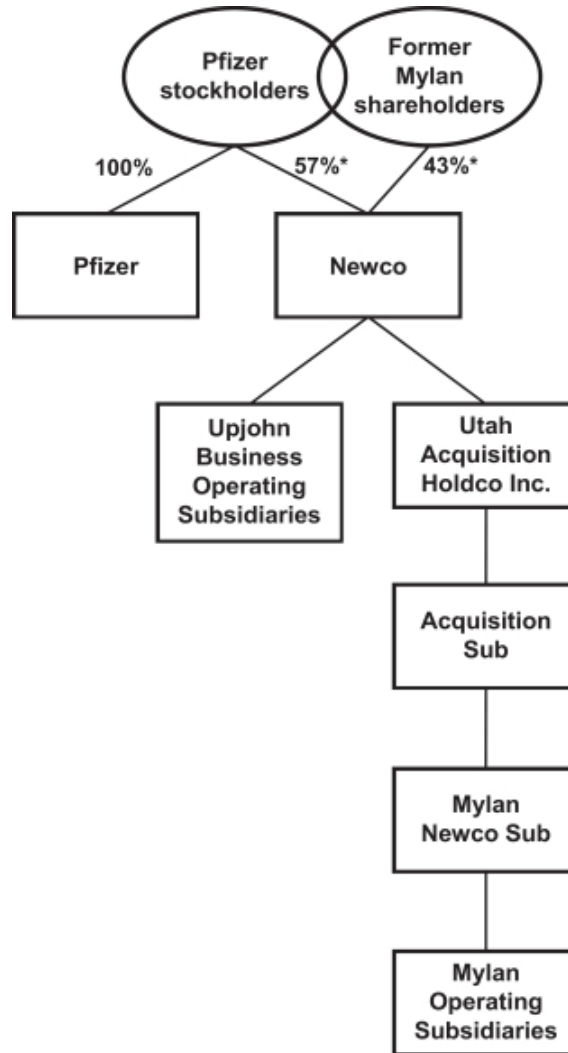 Pfizer
stockholders
Former
Mylan
shareholders
100%
57%*
43%*
Pfizer
Newco
Upjohn
Business
Operating
Subsidiaries
Utah
Acquisition
Holdco Inc.
Acquisition
Sub
Mylan
Newco Sub
Mylan
Operating
Subsidiaries